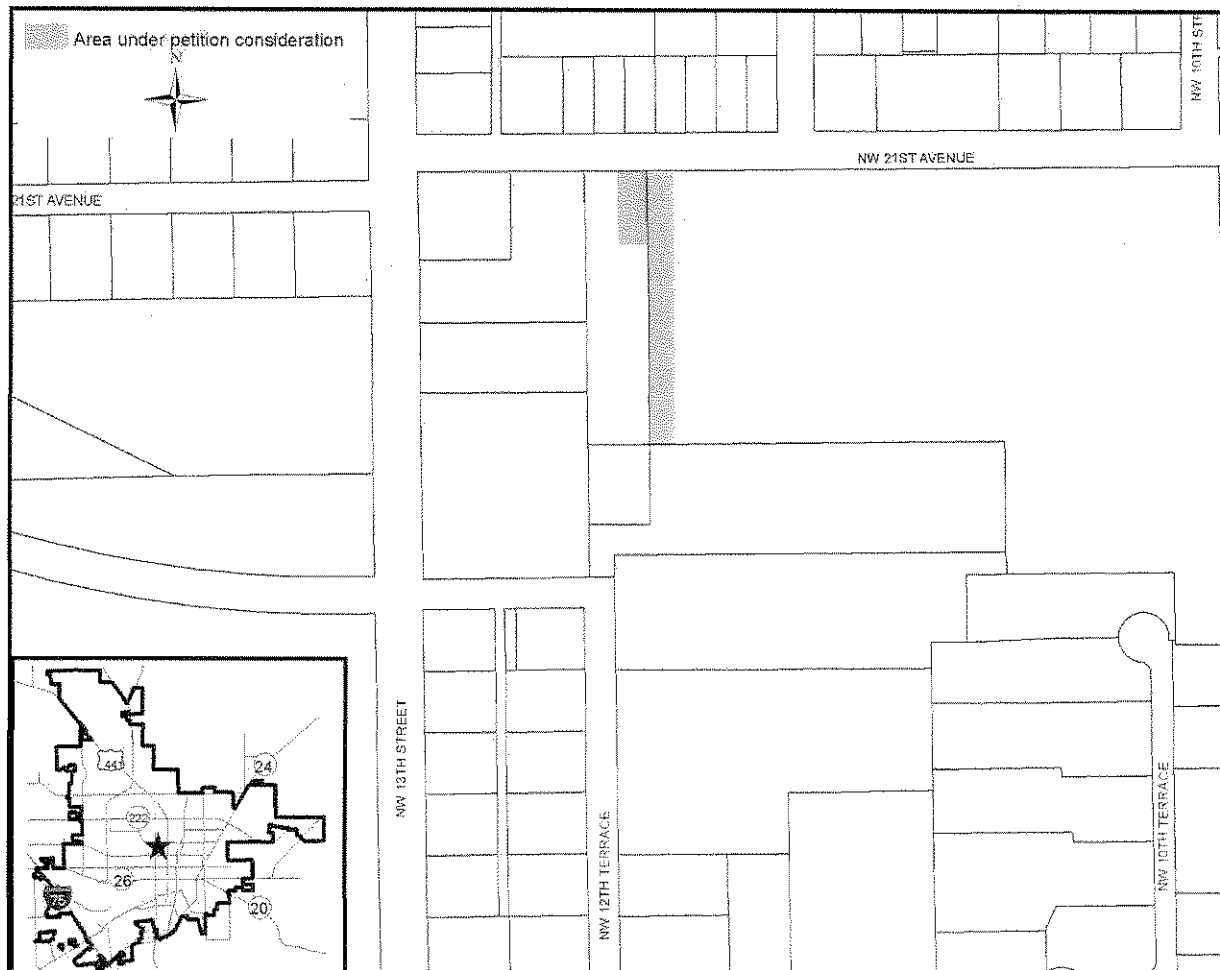 Area under petition consideration
N
NW 10TH STR
NW 21ST AVENUE
21ST AVENUE
NW 13TH STREET
NW 12TH TERRACE
NW 10TH TERRACE
441
24
222
26
20